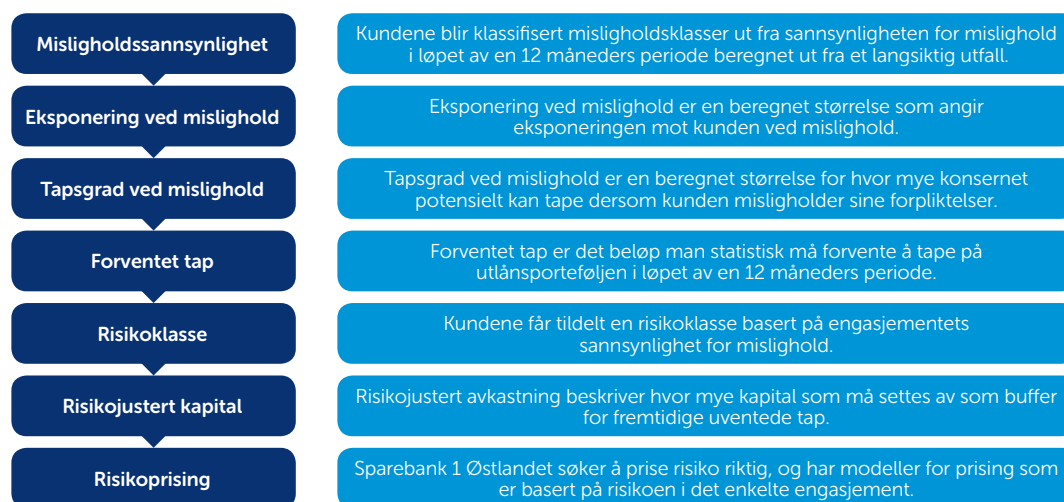 Misligholdssannsynlighet
Kundene blir klassifisert misligholdsklasser ut fra sannsynligheten for mislighold
i løpet av en 12 måneders periode beregnet ut fra et langsiktig utfall.
Eksponering ved mislighold
Eksponering ved mislighold er en beregnet størrelse som angir
eksponeringen mot kunden ved mislighold.
Tapsgrad ved mislighold
Tapsgrad ved mislighold er en beregnet størrelse for hvor mye konsernet
potensielt kan tape dersom kunden misligholder sine forpliktelser.
Forventet tap
Forventet tap er det beløp man statistisk må forvente å tape på
utlånsporteføljen i løpet av en 12 måneders periode.
Risikoklasse
Kundene får tildelt en risikoklasse basert på engasjementets
sannsynlighet for mislighold.
Risikojustert kapital
Risikojustert avkastning beskriver hvor mye kapital som må settes av som buffer
for fremtidige uventede tap.
Risikoprising
Sparebank 1 Østlandet søker å prise risiko riktig, og har modeller for prising som
er basert på risikoen i det enkelte engasjement.